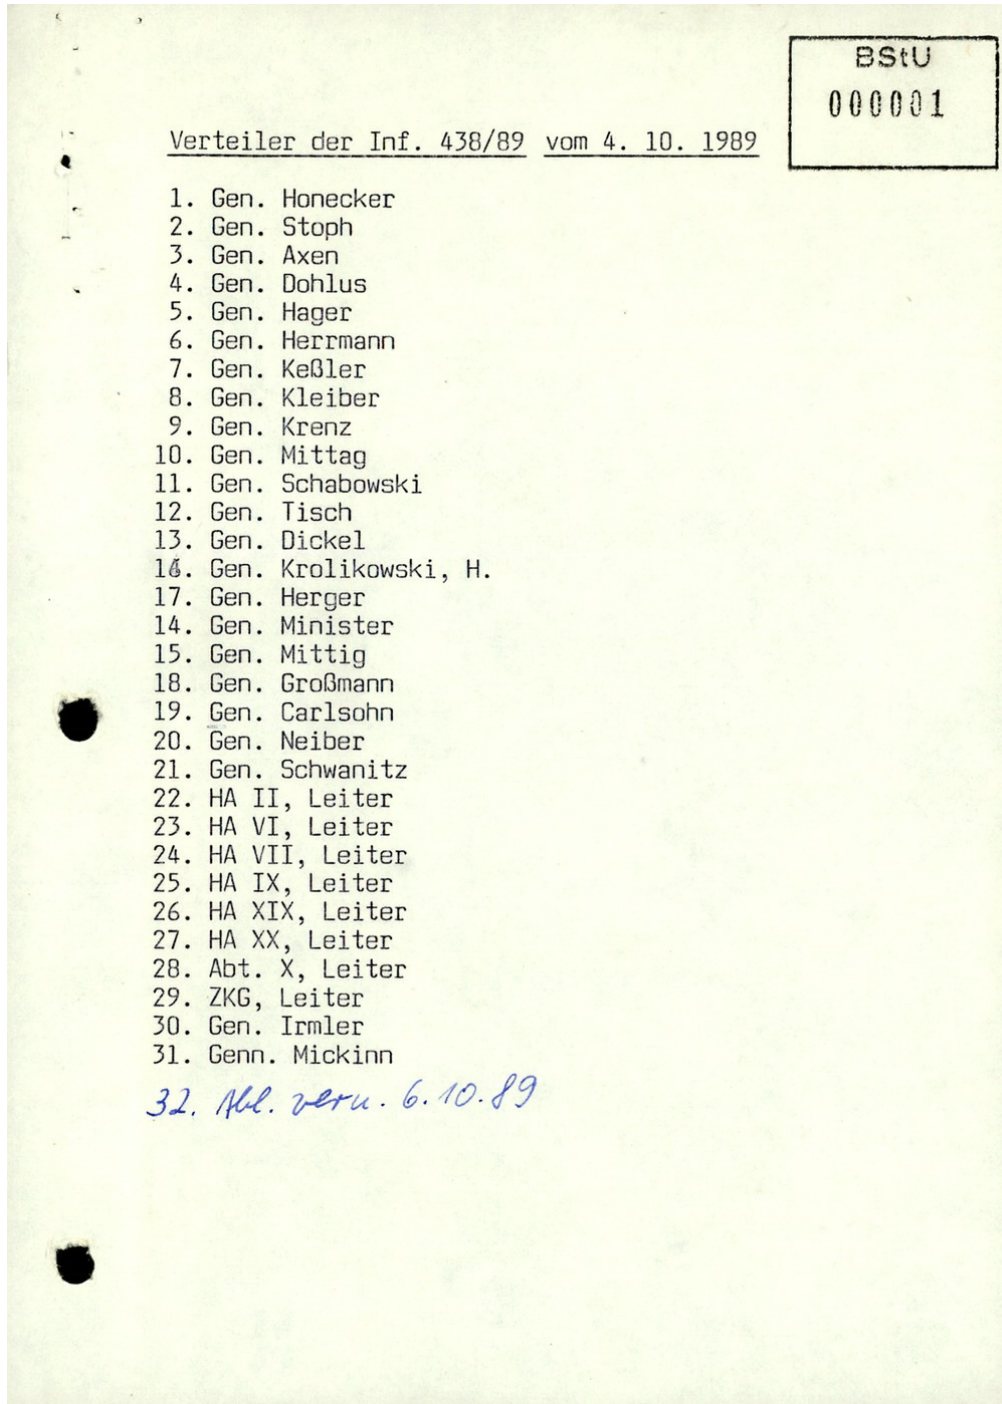 BStU
000001
Verteiler der Inf. 438/89 vom 4. 10. 1989
1. Gen. Honecker
2. Gen. Stoph
3. Gen. Axen
4. Gen. Dohlus
5. Gen. Hager
6. Gen. Herrmann
7. Gen. Keßler
8. Gen. Kleiber
9. Gen. Krenz
10. Gen. Mittag
11. Gen. Schabowski
12. Gen. Tisch
13. Gen. Dickel
16. Gen. Krolikowski, H.
17. Gen. Herger
14. Gen. Minister
15. Gen. Mittig
18. Gen. Großmann
19. Gen. Carlsohn
20. Gen. Neiber
21. Gen. Schwanitz
22. HA II, Leiter
23. HA VI, Leiter
24. HA VII, Leiter
25. HA IX, Leiter
26. HA XIX, Leiter
27. HA XX, Leiter
28. Abt. X, Leiter
29. ZKG, Leiter
30. Gen. Irmler
31. Genn. Mickinn
32. Abl. vern. 6.10.89